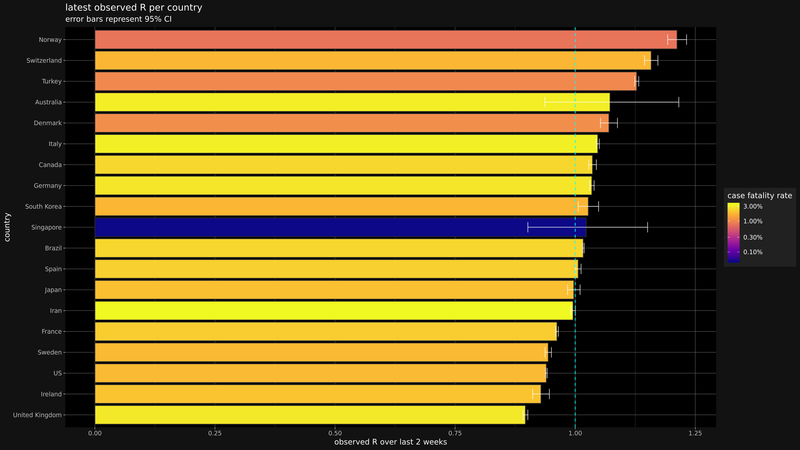 latest observed R per country
error bars represent 95% CI
country
Norway
Switzerland
Turkey
Australia
Denmark
Italy
Canada
Germany
South Korea
Singapore
Brazil
Spain
Japan
Iran
France
Sweden
US
Ireland
United Kingdom
0.00 0.25 0.50 0.75 1.00 1.25
observed R over last 2 weeks
case fatality rate
3.00%
1.00%
0.30%
0.10%